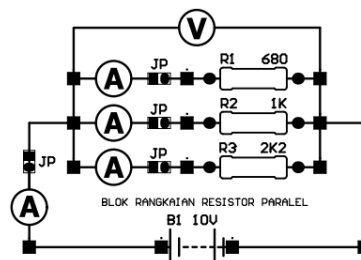 V
JP R1 680
A
JP R2 1K
A
JP R3 2K2
A
JP
A
BLOK RANGKAIAN RESISTOR PARALEL
B1 10V